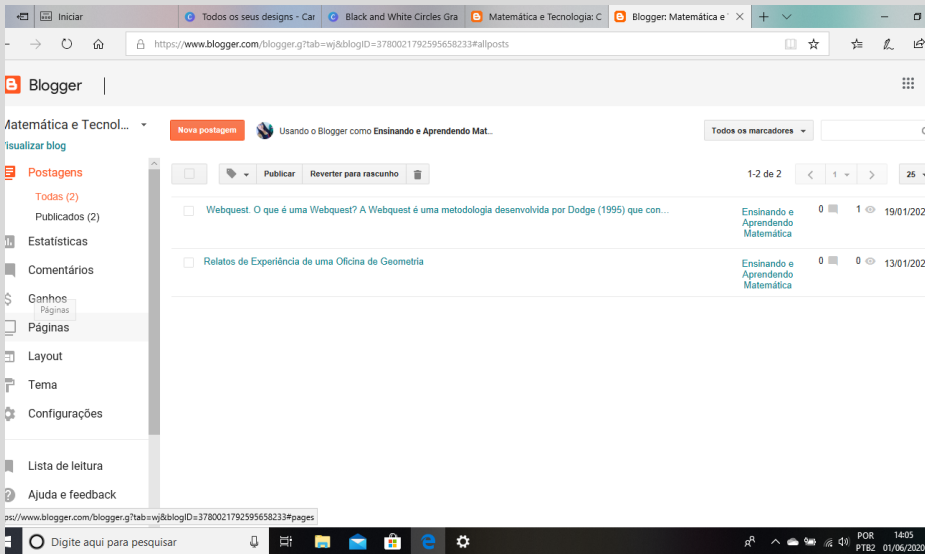 Iniciar
Todos os seus designs - Car
Black and White Circles Gra
Matemática e Tecnologia: C
Blogger: Matemática e T
https://www.blogger.com/blogger.g?tab=wj&blogID=3780021792595658233#allposts
Blogger
Matemática e Tecnol...
Visualizar blog
Nova postagem
Usando o Blogger como Ensinando e Aprendendo Mat...
Todos os marcadores
Postagens
Todas (2)
Publicados (2)
Estatísticas
Comentários
Ganhos
Páginas
Páginas
Layout
Tema
Configurações
Lista de leitura
Ajuda e feedback
Publicar
Reverter para rascunho
1-2 de 2
1
25
Webquest. O que é uma Webquest? A Webquest é uma metodologia desenvolvida por Dodge (1995) que con...
Ensinando e
Aprendendo
Matemática
0
1
19/01/202
Relatos de Experiência de uma Oficina de Geometria
Ensinando e
Aprendendo
Matemática
0
0
13/01/202
ps://www.blogger.com/blogger.g?tab=wj&blogID=3780021792595658233#pages
Digite aqui para pesquisar
POR
PTB2
14:05
01/06/2020